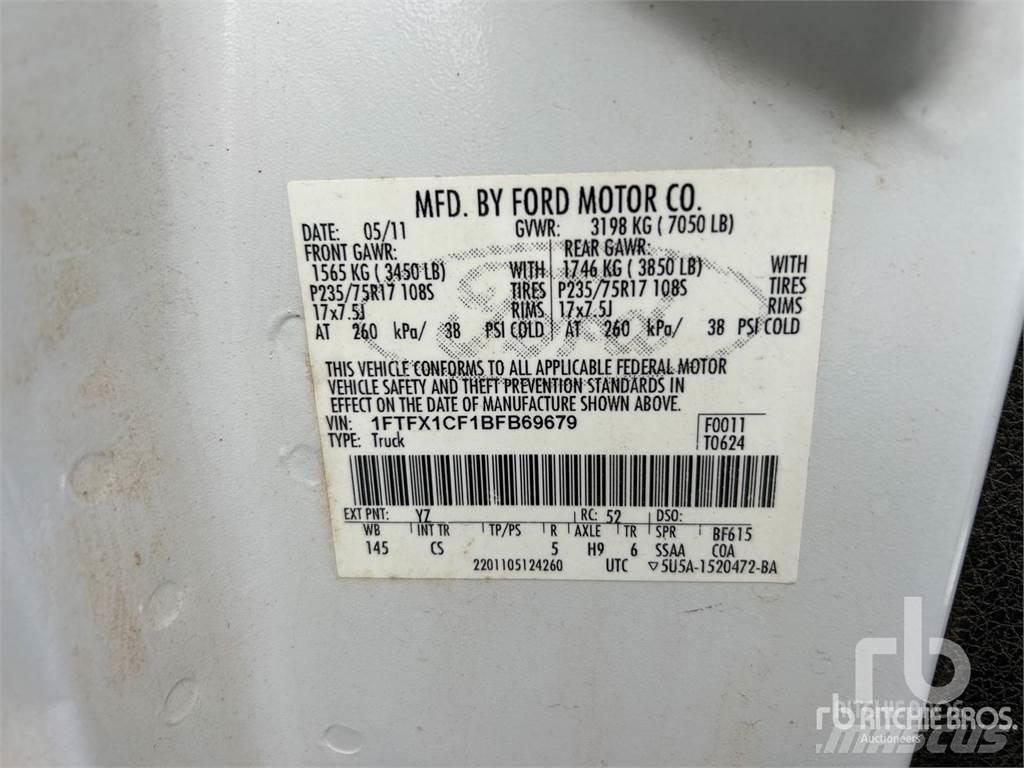 MFD. BY FORD MOTOR CO.
DATE: 05/11 GVWR: 3198 KG ( 7050 LB)
FRONT GAWR: REAR GAWR:
1565 KG ( 3450 LB) WITH 1746 KG ( 3850 LB) WITH
P235/75R17 108S TIRES P235/75R17 108S TIRES
17x7.5J RIMS 17x7.5J RIMS
AT 260 kPa/ 38 PSI COLD AT 260 kPa/ 38 PSI COLD
Ford
THIS VEHICLE CONFORMS TO ALL APPLICABLE FEDERAL MOTOR
VEHICLE SAFETY AND THEFT PREVENTION STANDARDS IN
EFFECT ON THE DATE OF MANUFACTURE SHOWN ABOVE.
VIN: 1FTFX1CF1BFB69679 F0011
TYPE: Truck T0624
EXT PNT: YZ RC: 52 DSO:
WB INT TR TP/PS R AXLE TR SPR BF615
145 CS 5 H9 6 SSAA COA
2201105124260 UTC ▽5U5A-1520472-BA
rb
rb RITCHIE BROS.
Auctioneers